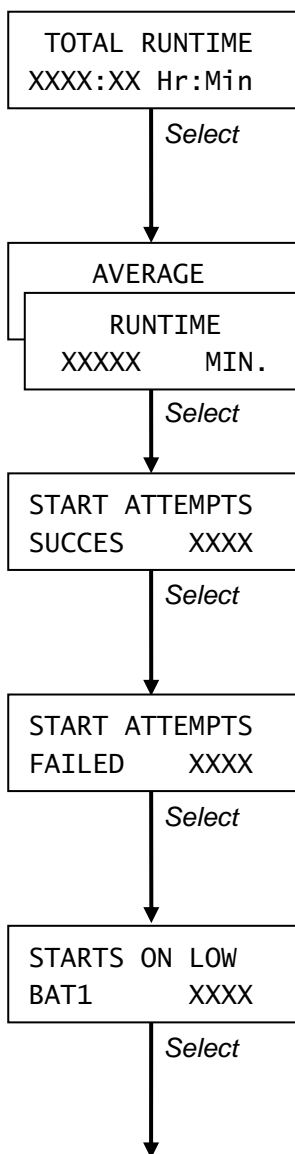 TOTAL RUNTIME
XXXX:XX Hr:Min
Select
AVERAGE
RUNTIME
XXXXX MIN.
Select
START ATTEMPTS
SUCCES XXXX
Select
START ATTEMPTS
FAILED XXXX
Select
STARTS ON LOW
BAT1 XXXX
Select